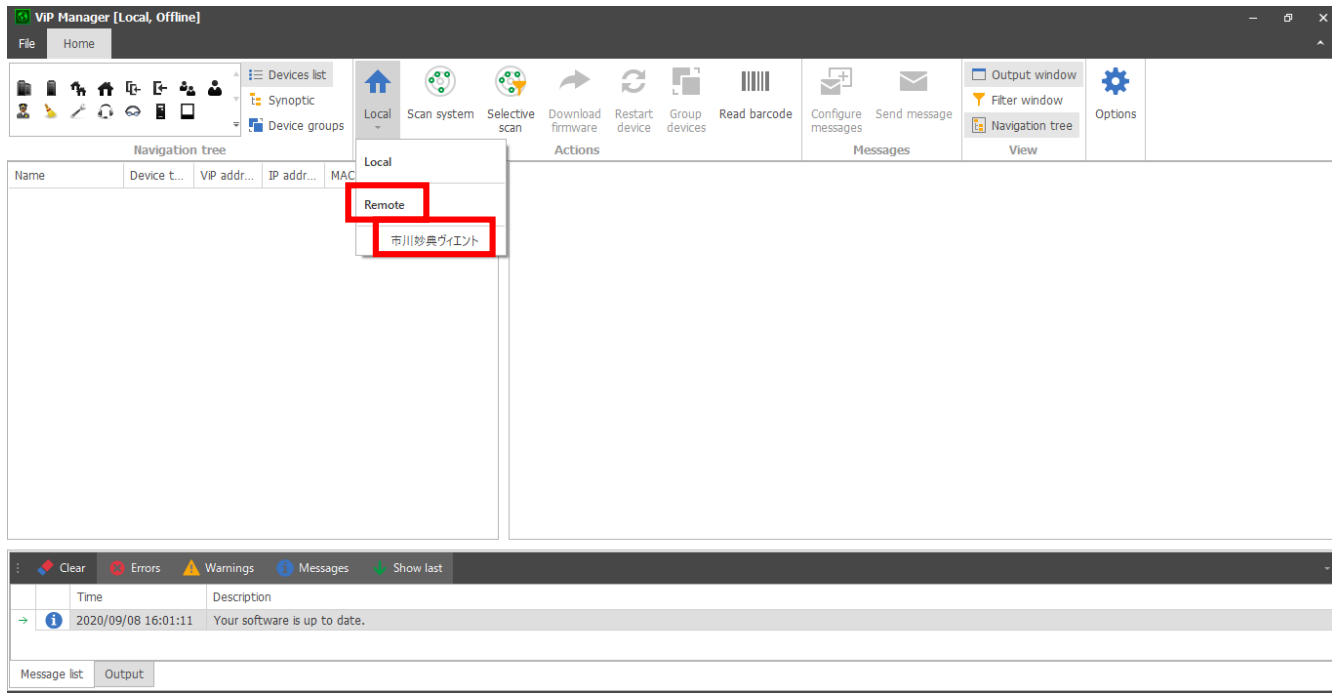 ViP Manager [Local, Offline]
File Home
Devices list
Synoptic
Device groups
Navigation tree
Local
Scan system
Selective scan
Download firmware
Restart device
Group devices
Read barcode
Actions
Configure messages
Send message
Messages
Output window
Filter window
Navigation tree
View
Options
Local
Remote
市川妙典ヴィエント
Name Device t... ViP addr... IP addr... MAC
Clear Errors Warnings Messages Show last
Time Description
2020/09/08 16:01:11 Your software is up to date.
Message list Output